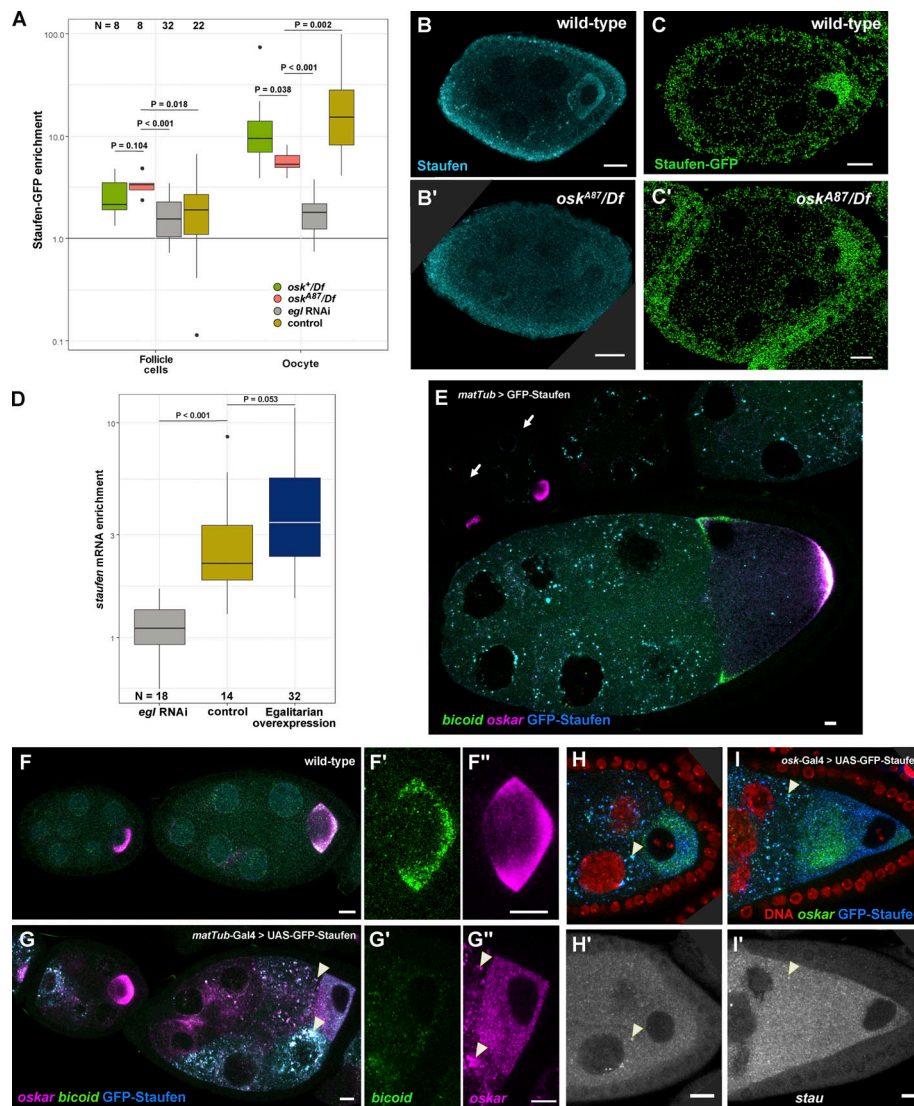 A
N = 8 8 32 22
P = 0.002
P < 0.001
P = 0.018
P = 0.038
P < 0.001
P = 0.104
100.0
10.0
1.0
0.1
Staufen-GFP enrichment
osk+/Df
oskA87/Df
egl RNAi
control
Follicle cells
Oocyte
B
wild-type
Staufen
C
wild-type
Staufen-GFP
B'
oskA87/Df
C'
oskA87/Df
D
P = 0.053
P < 0.001
10
3
1
staufen mRNA enrichment
N = 18 14 32
egl RNAi
control
Egalitarian overexpression
E
matTub > GFP-Staufen
bicoid oskar GFP-Staufen
F
wild-type
F'
F"
G
matTub-Gal4 > UAS-GFP-Staufen
oskar bicoid GFP-Staufen
G'
bicoid
G"
oskar
H
I
osk-Gal4 > UAS-GFP-Staufe
DNA oskar GFP-Staufe
H'
I'
stau